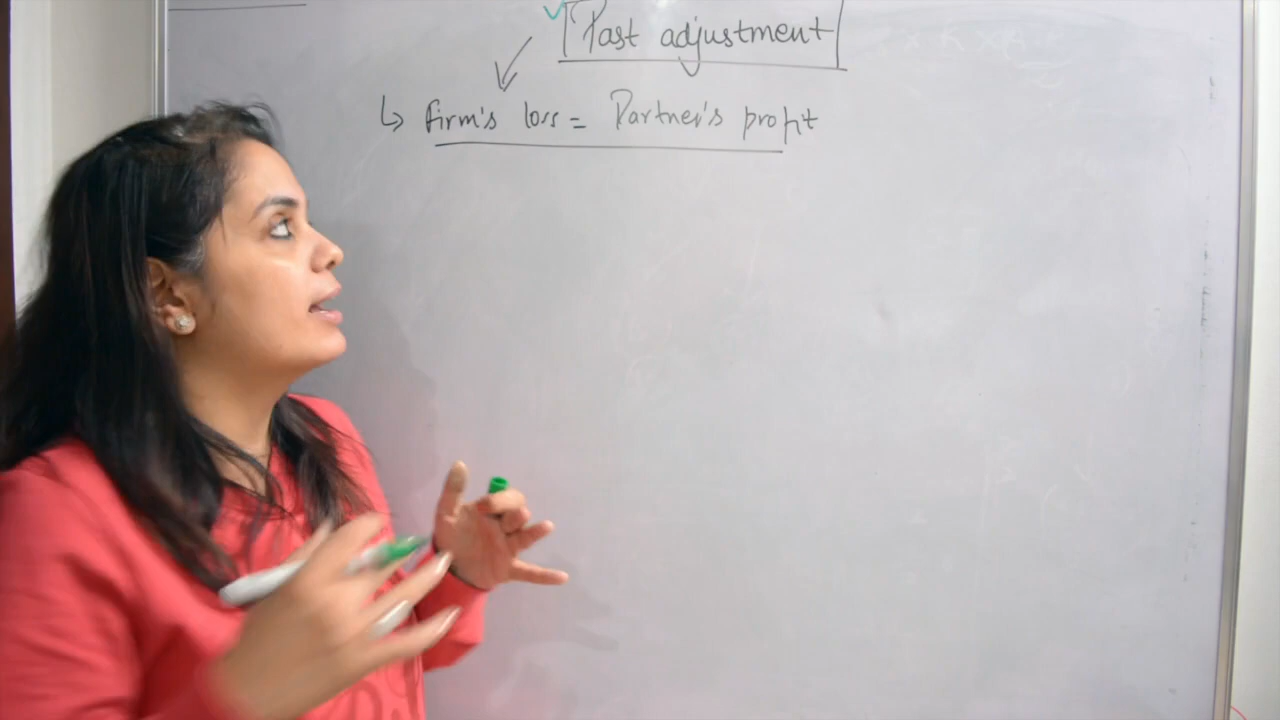 Past adjustment
↳ firm's loss = Partner's profit